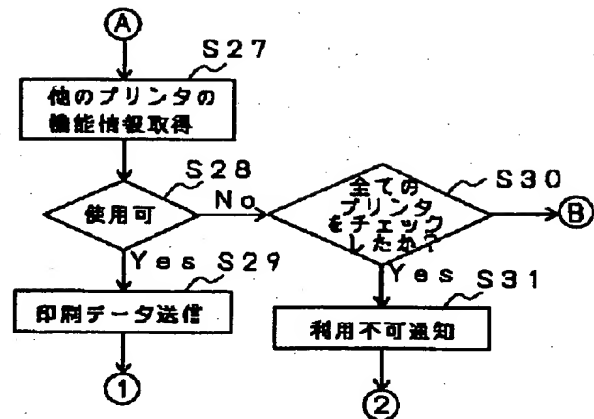 A
S27
他のプリンタの
機能情報取得
S28
使用可
No
Yes
S29
印刷データ送信
1
全ての
プリンタ
をチェック
したか?
S30
B
Yes
S31
利用不可通知
2